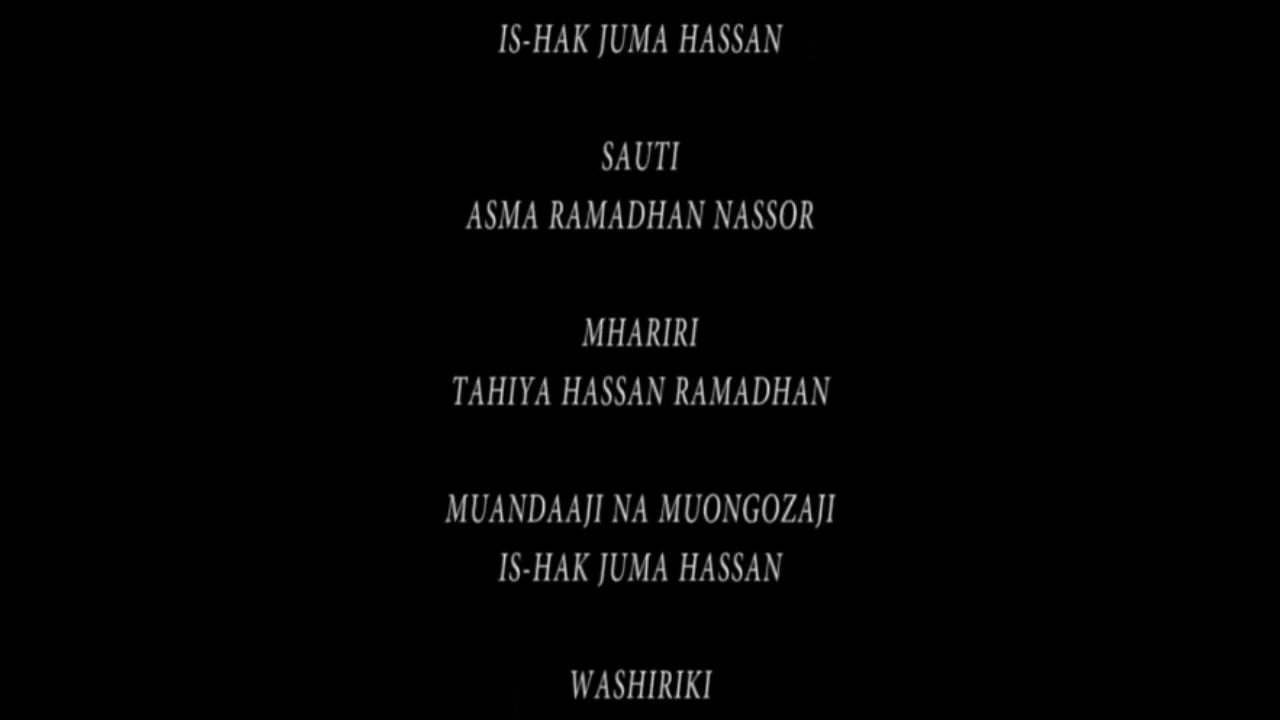 IS-HAK JUMA HASSAN
SAUTI
ASMA RAMADHAN NASSOR
MHARIRI
TAHIYA HASSAN RAMADHAN
MUANDAAJI NA MUONGOZAJI
IS-HAK JUMA HASSAN
WASHIRIKI